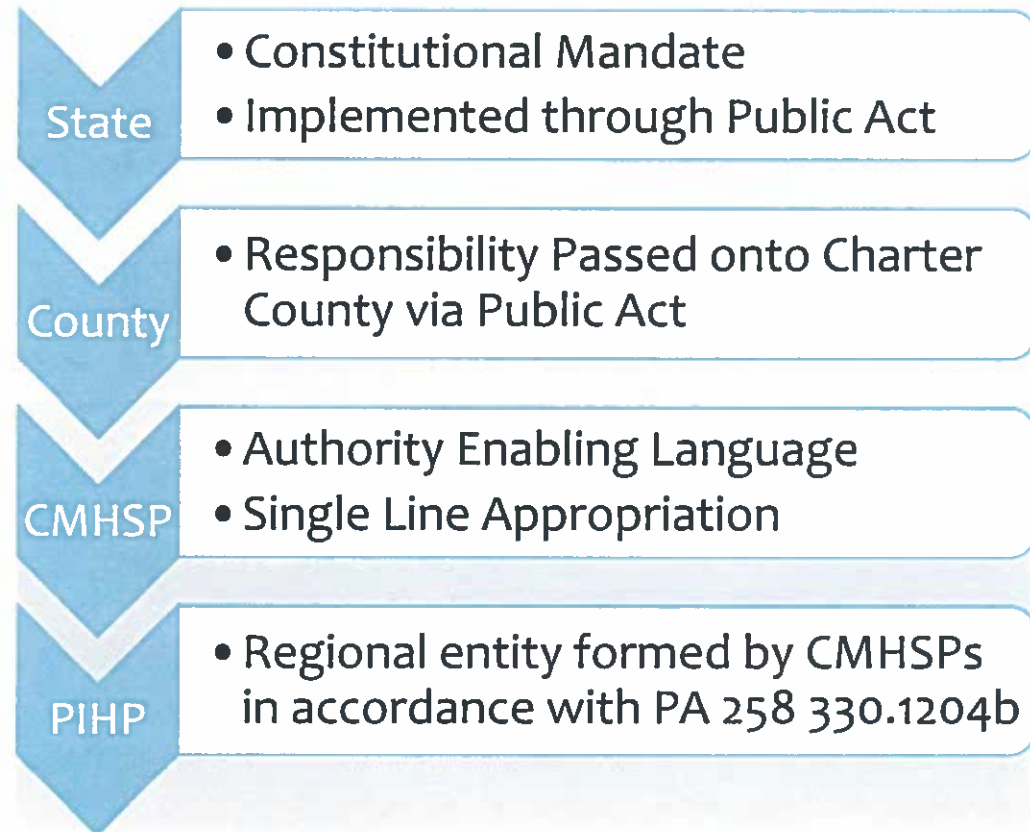 State
• Constitutional Mandate
• Implemented through Public Act
County
• Responsibility Passed onto Charter
County via Public Act
CMHSP
• Authority Enabling Language
• Single Line Appropriation
PIHP
• Regional entity formed by CMHSPs
in accordance with PA 258 330.1204b